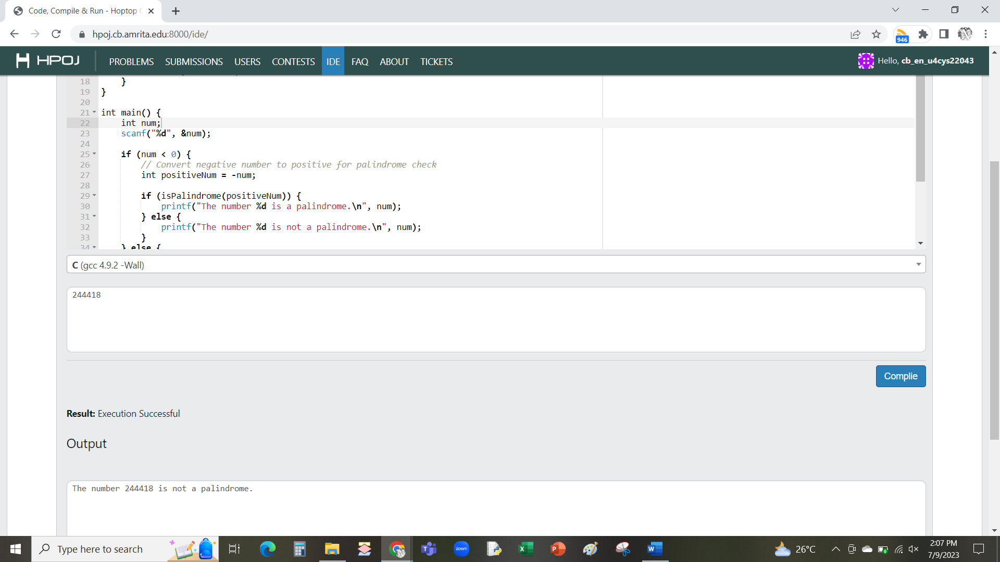 Code, Compile & Run - Hoptop
hpoj.cb.amrita.edu:8000/ide/
946
HPOJ PROBLEMS SUBMISSIONS USERS CONTESTS IDE FAQ ABOUT TICKETS Hello, cb_en_u4cys22043
18 }
19 }
20
21 int main() {
22 int num;
23 scanf("%d", &num);
24
25 if (num < 0) {
26 // Convert negative number to positive for palindrome check
27 int positiveNum = -num;
28
29 if (isPalindrome(positiveNum)) {
30 printf("The number %d is a palindrome.\n", num);
31 } else {
32 printf("The number %d is not a palindrome.\n", num);
33 }
34 } else {
C (gcc 4.9.2 -Wall)
244418
Complie
Result: Execution Successful
Output
The number 244418 is not a palindrome.
Type here to search
zoom
26°C
2:07 PM
7/9/2023